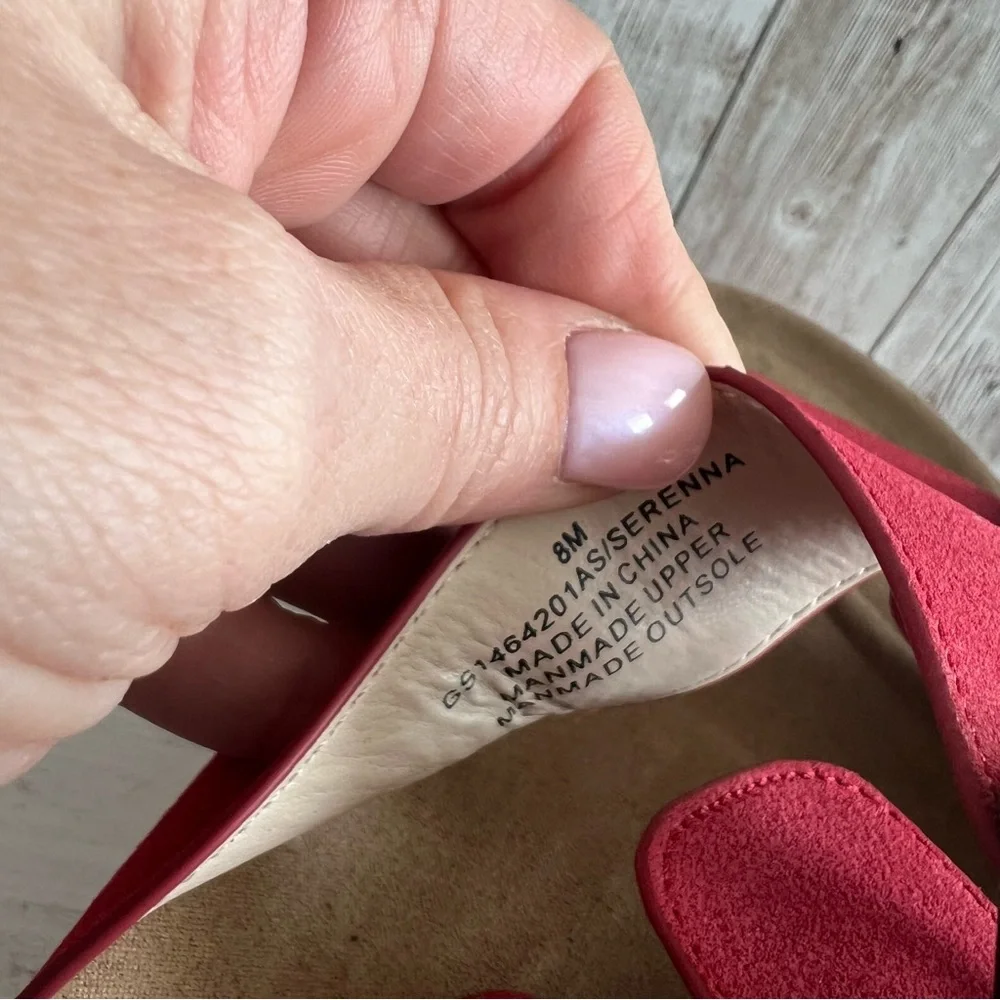 8M
GS1464201AS/SERENNA
MADE IN CHINA
MANMADE UPPER
MANMADE OUTSOLE